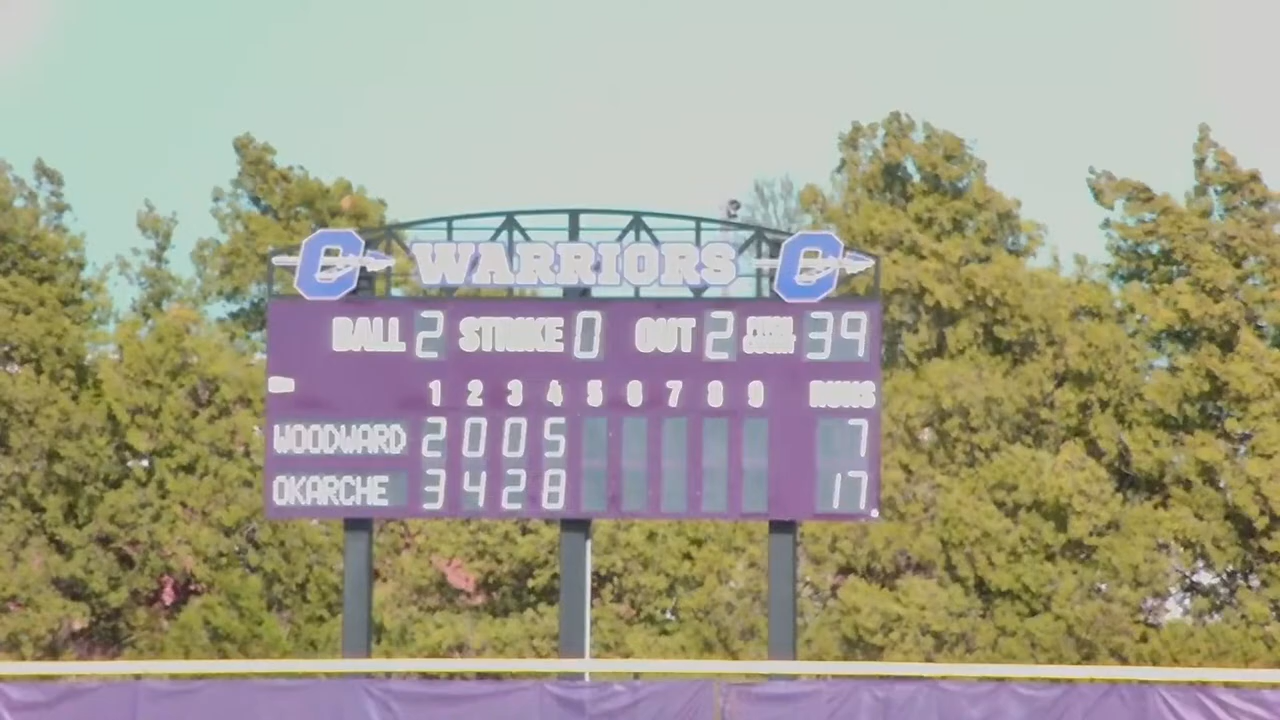 C WARRIORS C
BALL 2 STRIKE 0 OUT 2 PITCH COUNT 39
1 2 3 4 5 6 7 8 9 RUNS
WOODWARD 2 0 0 5 7
OKARCHE 3 4 2 8 17